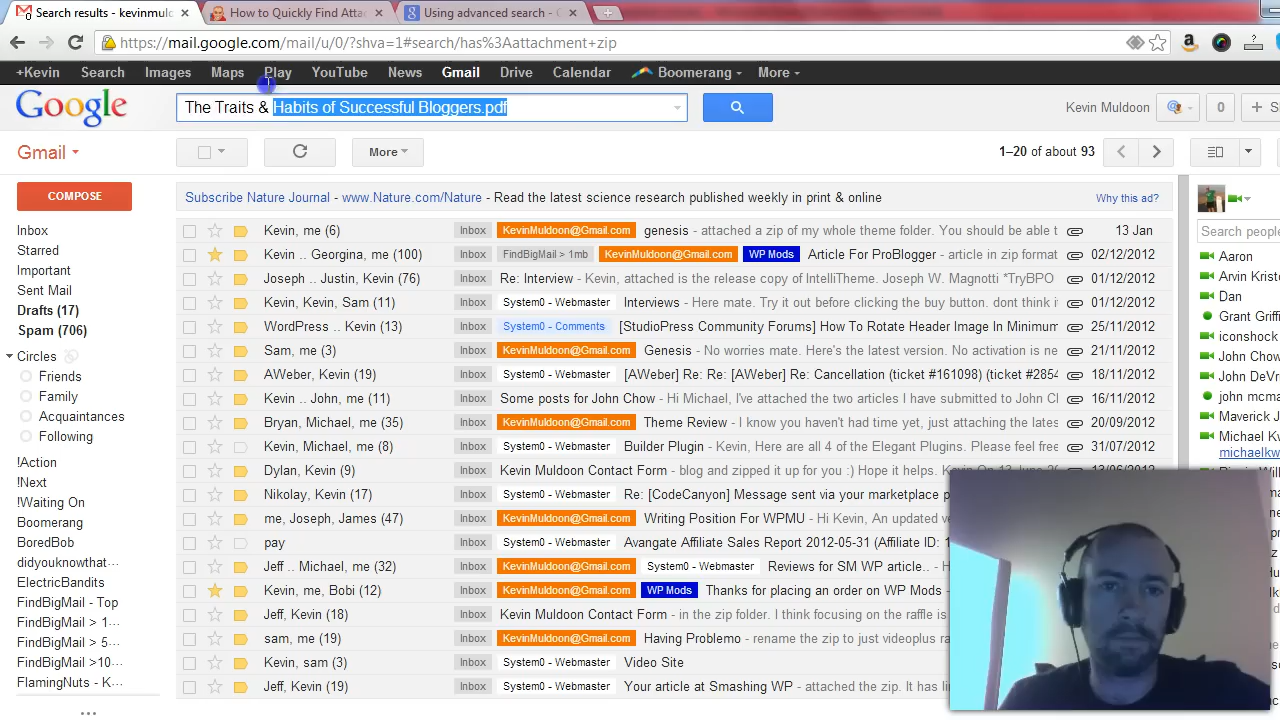 Search results - kevinmuld
How to Quickly Find Atta
Using advanced search - G
https://mail.google.com/mail/u/0/?shva=1#search/has%3Aattachment+zip
+Kevin Search Images Maps Play YouTube News Gmail Drive Calendar Boomerang More
Google
The Traits & Habits of Successful Bloggers.pdf
Kevin Muldoon 0 +
Gmail More 1–20 of about 93
COMPOSE
Subscribe Nature Journal - www.Nature.com/Nature - Read the latest science research published weekly in print & online Why this ad?
Inbox
Starred
Important
Sent Mail
Drafts (17)
Spam (706)
Circles
Friends
Family
Acquaintances
Following
!Action
!Next
!Waiting On
Boomerang
BoredBob
didyouknowthat…
ElectricBandits
FindBigMail - Top
FindBigMail > 1…
FindBigMail > 5…
FindBigMail >10…
FlamingNuts - K…
Kevin, me (6) Inbox KevinMuldoon@Gmail.com genesis - attached a zip of my whole theme folder. You should be able t 13 Jan
Kevin .. Georgina, me (100) Inbox FindBigMail > 1mb KevinMuldoon@Gmail.com WP Mods Article For ProBlogger - article in zip format 02/12/2012
Joseph .. Justin, Kevin (76) Inbox Re: Interview - Kevin, attached is the release copy of IntelliTheme. Joseph W. Magnotti *TryBPO 01/12/2012
Kevin, Kevin, Sam (11) Inbox System0 - Webmaster Interviews - Here mate. Try it out before clicking the buy button. dont think it 01/12/2012
WordPress .. Kevin (13) Inbox System0 - Comments [StudioPress Community Forums] How To Rotate Header Image In Minimum 25/11/2012
Sam, me (3) Inbox KevinMuldoon@Gmail.com Genesis - No worries mate. Here's the latest version. No activation is ne 21/11/2012
AWeber, Kevin (19) Inbox System0 - Webmaster [AWeber] Re: Re: [AWeber] Re: Cancellation (ticket #161098) (ticket #2854 18/11/2012
Kevin .. John, me (11) Inbox Some posts for John Chow - Hi Michael, I've attached the two articles I have submitted to John C 16/11/2012
Bryan, Michael, me (35) Inbox KevinMuldoon@Gmail.com Theme Review - I know you haven't had time yet, just attaching the lates 20/09/2012
Kevin, Michael, me (8) Inbox System0 - Webmaster Builder Plugin - Kevin, Here are all 4 of the Elegant Plugins. Please feel free 31/07/2012
Dylan, Kevin (9) Inbox Kevin Muldoon Contact Form - blog and zipped it up for you :) Hope it helps. Kevin On 13 June 20 13/06/2012
Nikolay, Kevin (17) Inbox System0 - Webmaster Re: [CodeCanyon] Message sent via your marketplace p
me, Joseph, James (47) Inbox KevinMuldoon@Gmail.com Writing Position For WPMU - Hi Kevin, An updated v
pay Inbox System0 - Webmaster Avangate Affiliate Sales Report 2012-05-31 (Affiliate ID: 1
Jeff .. Michael, me (32) Inbox KevinMuldoon@Gmail.com System0 - Webmaster Reviews for SM WP article..
Kevin, me, Bobi (12) Inbox KevinMuldoon@Gmail.com WP Mods Thanks for placing an order on WP Mods
Jeff, Kevin (18) Inbox Kevin Muldoon Contact Form - in the zip folder. I think focusing on the raffle is
sam, me (19) Inbox KevinMuldoon@Gmail.com Having Problemo - rename the zip to just videoplus ra
Kevin, sam (3) Inbox System0 - Webmaster Video Site
Jeff, Kevin (19) Inbox System0 - Webmaster Your article at Smashing WP - attached the zip. It has li
Search people
Aaron
Arvin Krist
Dan
Grant Griffi
iconshock
John Chow
John DeVr
john mcma
Maverick J
Michael K
michaelkw